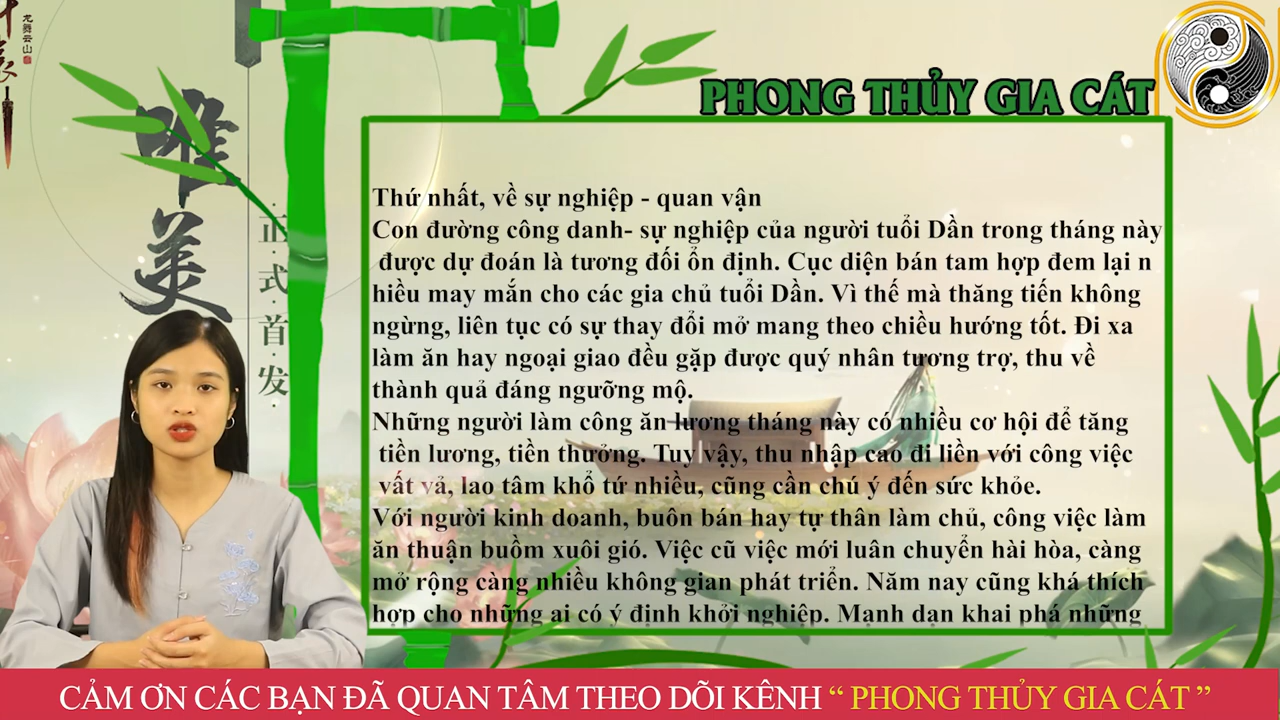 龙舞云山
唯美
·正·式·首·发·
PHONG THỦY GIA CÁT
Thứ nhất, về sự nghiệp - quan vận
Con đường công danh- sự nghiệp của người tuổi Dần trong tháng này
được dự đoán là tương đối ổn định. Cục diện bán tam hợp đem lại n
hiều may mắn cho các gia chủ tuổi Dần. Vì thế mà thăng tiến không
ngừng, liên tục có sự thay đổi mở mang theo chiều hướng tốt. Đi xa
làm ăn hay ngoại giao đều gặp được quý nhân tương trợ, thu về
thành quả đáng ngưỡng mộ.
Những người làm công ăn lương tháng này có nhiều cơ hội để tăng
tiền lương, tiền thưởng. Tuy vậy, thu nhập cao đi liền với công việc
vất vả, lao tâm khổ tứ nhiều, cũng cần chú ý đến sức khỏe.
Với người kinh doanh, buôn bán hay tự thân làm chủ, công việc làm
ăn thuận buồm xuôi gió. Việc cũ việc mới luân chuyển hài hòa, càng
mở rộng càng nhiều không gian phát triển. Năm nay cũng khá thích
hợp cho những ai có ý định khởi nghiệp. Mạnh dạn khai phá những
CẢM ƠN CÁC BẠN ĐÃ QUAN TÂM THEO DÕI KÊNH “ PHONG THỦY GIA CÁT ”